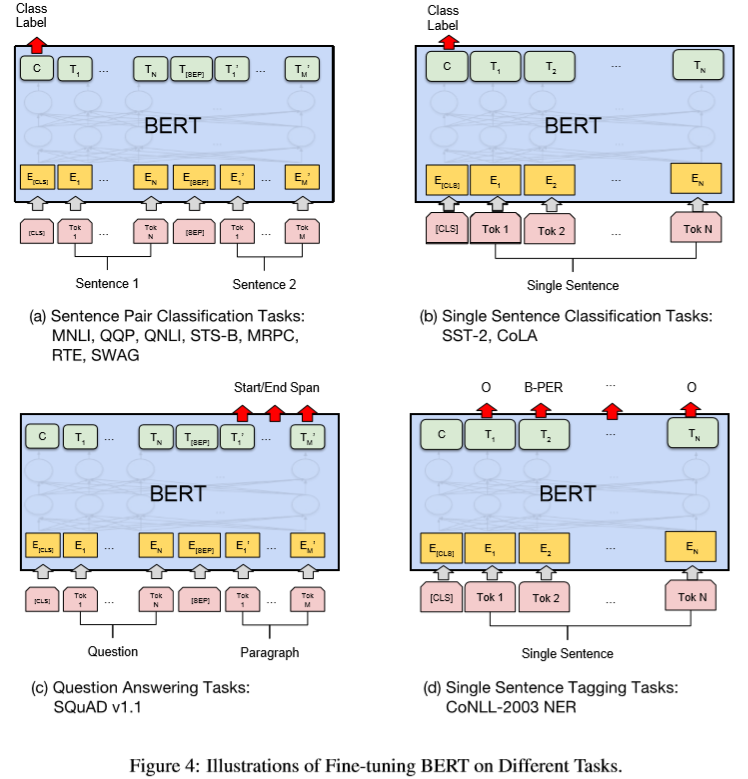 Class
Label
C T1 ... TN T[SEP] T1' ... TM'
BERT
E[CLS] E1 ... EN E[SEP] E1' ... EM'
[CLS] Tok 1 ... Tok N [SEP] Tok 1 ... Tok M
Sentence 1 Sentence 2
(a) Sentence Pair Classification Tasks:
MNLI, QQP, QNLI, STS-B, MRPC,
RTE, SWAG
Class
Label
C T1 T2 ... TN
BERT
E[CLS] E1 E2 ... EN
[CLS] Tok 1 Tok 2 ... Tok N
Single Sentence
(b) Single Sentence Classification Tasks:
SST-2, CoLA
Start/End Span
C T1 ... TN T[SEP] T1' ... TM'
BERT
E[CLS] E1 ... EN E[SEP] E1' ... EM'
[CLS] Tok 1 ... Tok N [SEP] Tok 1 ... Tok M
Question Paragraph
(c) Question Answering Tasks:
SQuAD v1.1
O B-PER ... O
C T1 T2 ... TN
BERT
E[CLS] E1 E2 ... EN
[CLS] Tok 1 Tok 2 ... Tok N
Single Sentence
(d) Single Sentence Tagging Tasks:
CoNLL-2003 NER
Figure 4: Illustrations of Fine-tuning BERT on Different Tasks.